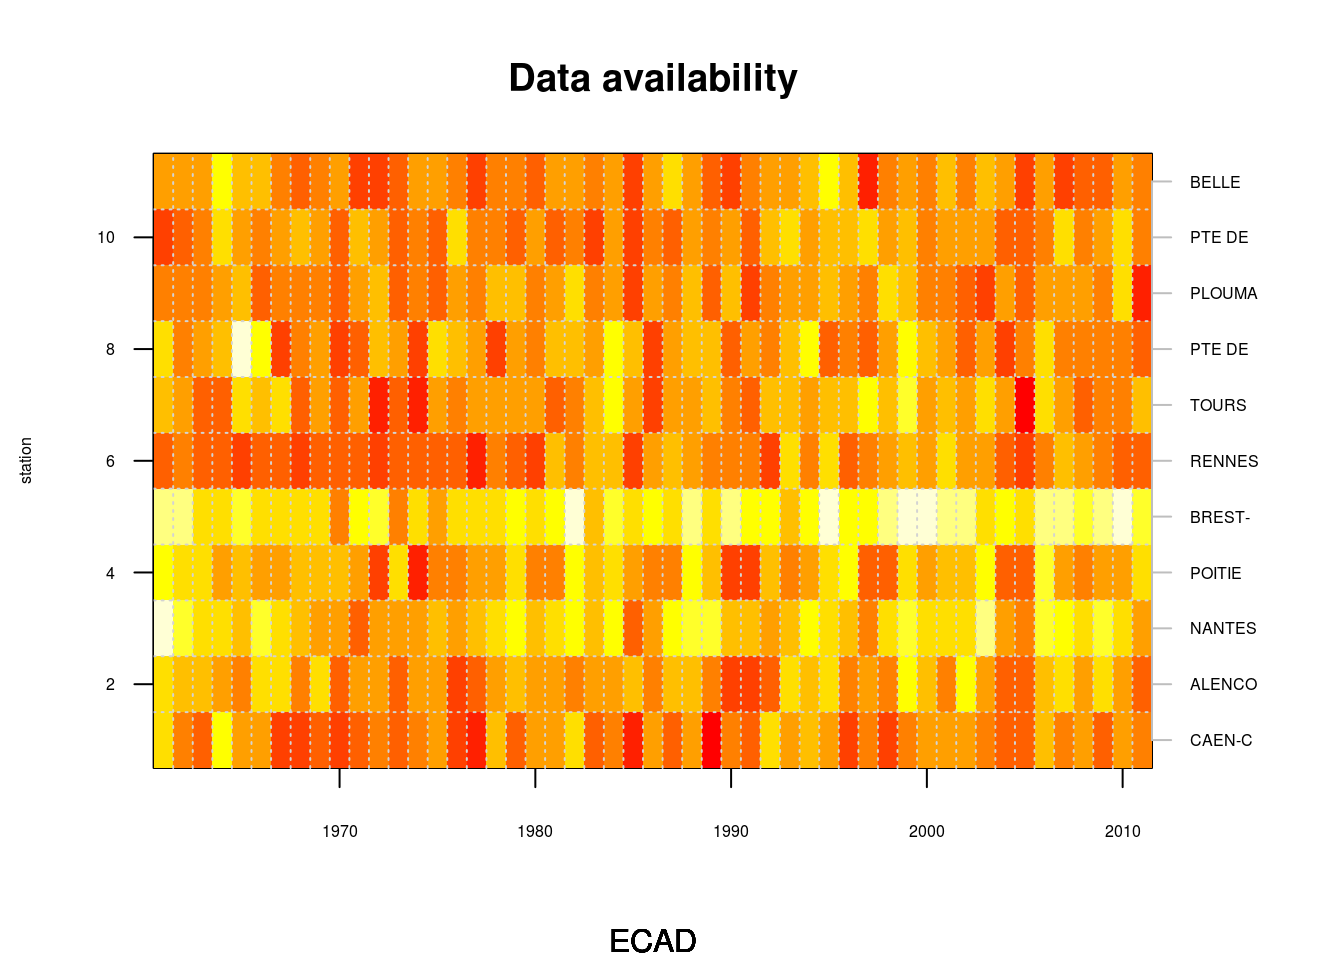 Data availability
BELLE
10
PTE DE
PLOUMA
8
PTE DE
TOURS
station
6
RENNES
BREST-
4
POITIE
NANTES
2
ALENCO
CAEN-C
1970 1980 1990 2000 2010
ECAD